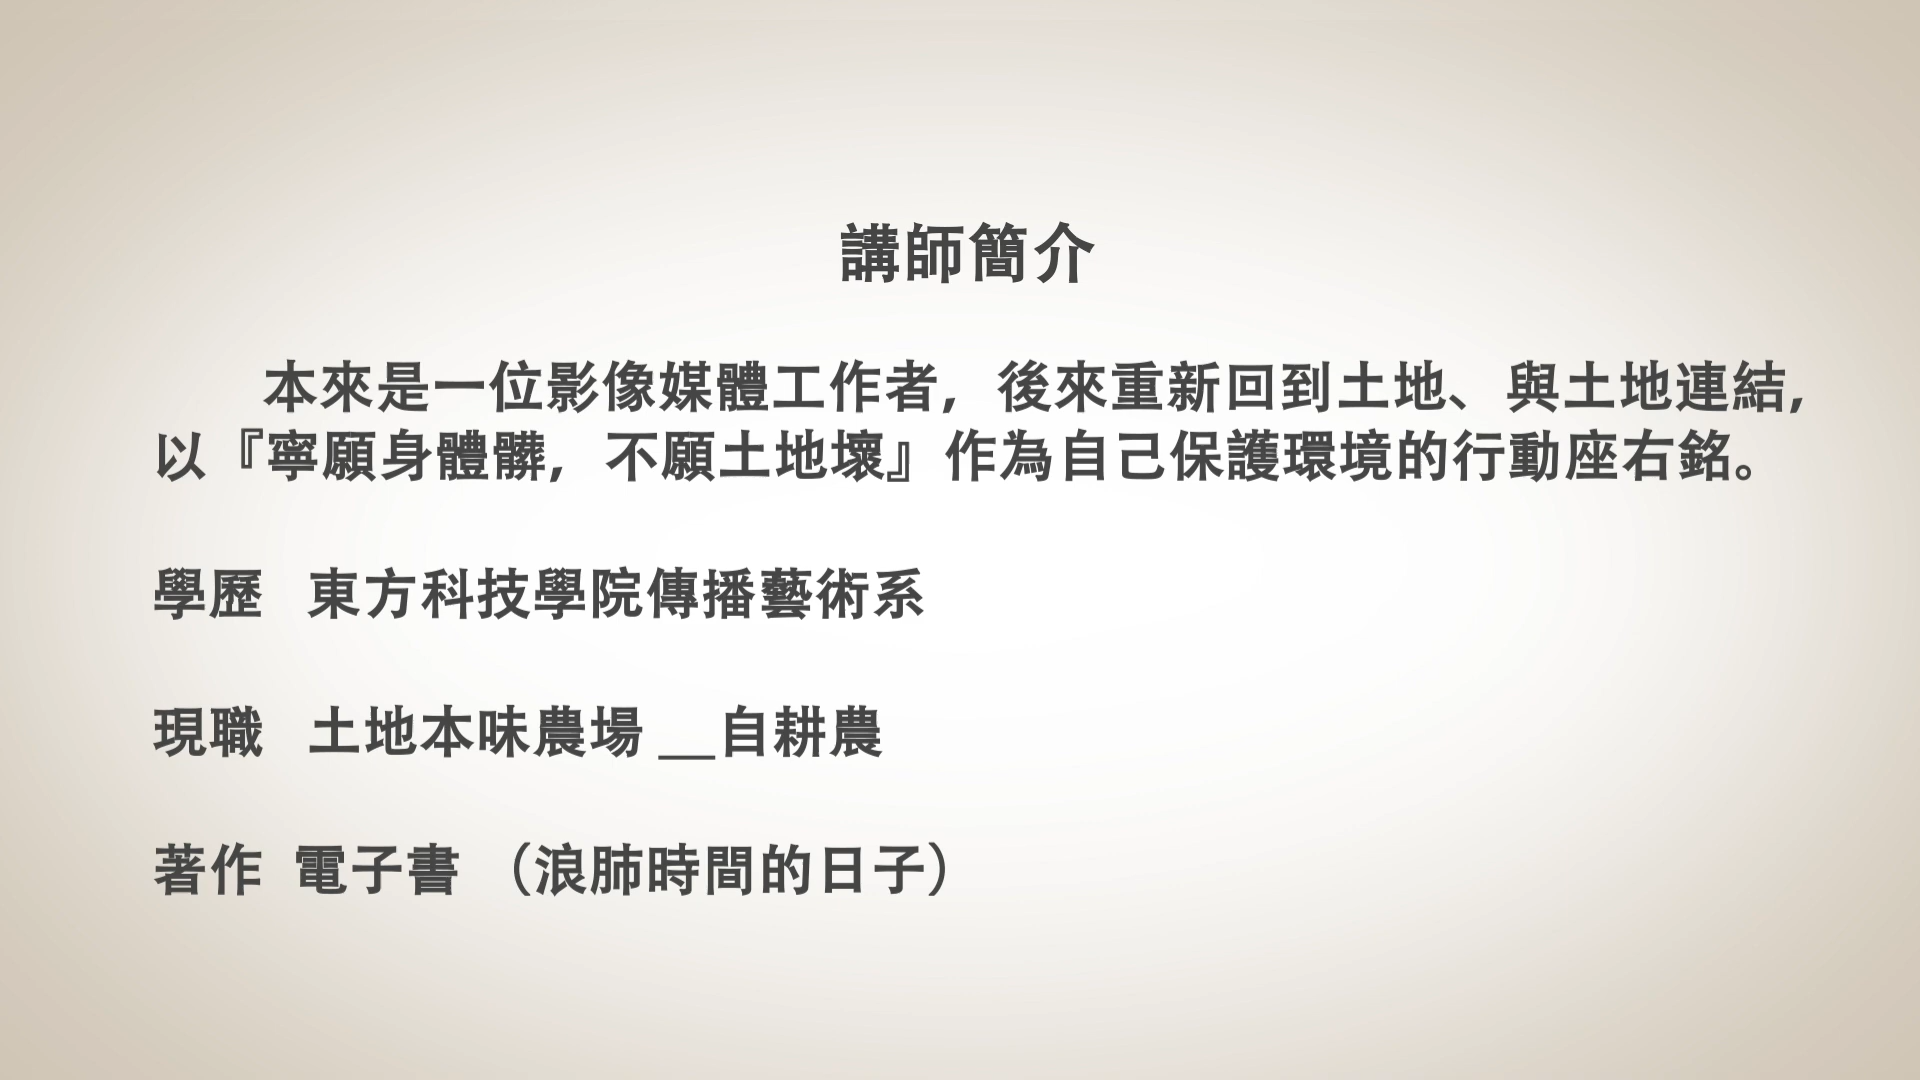 講師簡介
本來是一位影像媒體工作者，後來重新回到土地、與土地連結，
以『寧願身體髒，不願土地壞』作為自己保護環境的行動座右銘。
學歷 東方科技學院傳播藝術系
現職 土地本味農場 __自耕農
著作 電子書 （浪肺時間的日子）